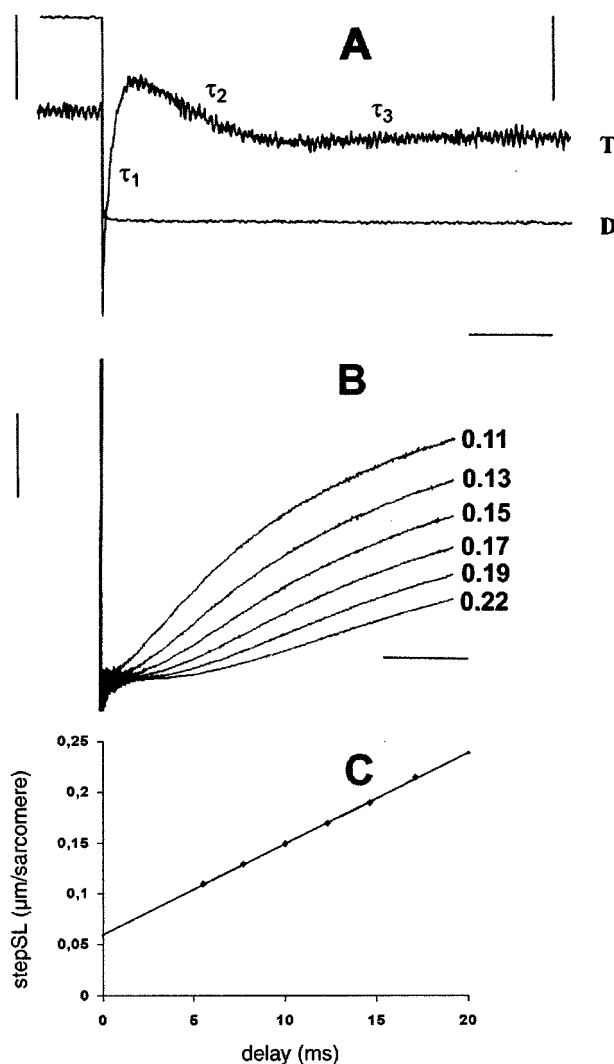 A
τ2
τ3
T
τ1
D
B
0.11
0.13
0.15
0.17
0.19
0.22
C
0,25
0,2
0,15
0,1
0,05
0
stepSL (μm/sarcomere)
0 5 10 15 20
delay (ms)